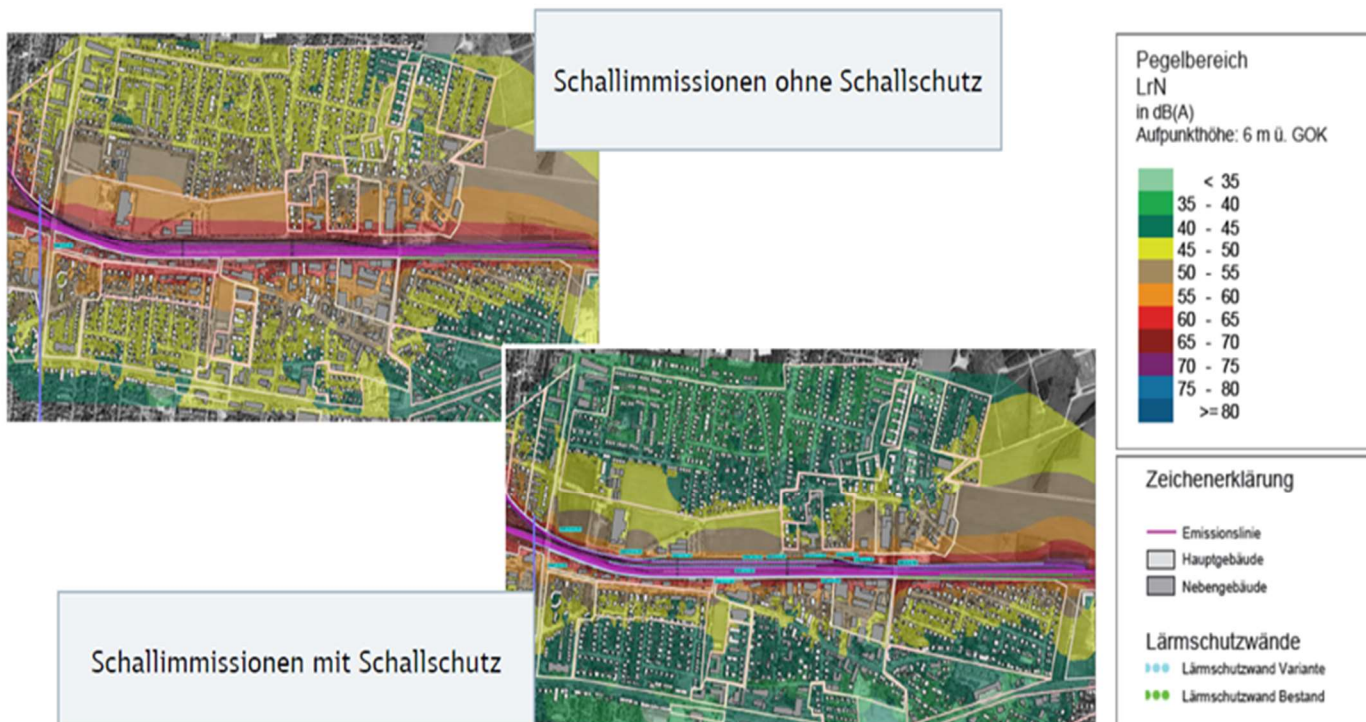 Schallimmissionen ohne Schallschutz
Schallimmissionen mit Schallschutz
Pegelbereich
LrN
in dB(A)
Aufpunkthöhe: 6 m ü. GOK
< 35
35 - 40
40 - 45
45 - 50
50 - 55
55 - 60
60 - 65
65 - 70
70 - 75
75 - 80
>= 80
Zeichenerklärung
Emissionslinie
Hauptgebäude
Nebengebäude
Lärmschutzwände
Lärmschutzwand Variante
Lärmschutzwand Bestand